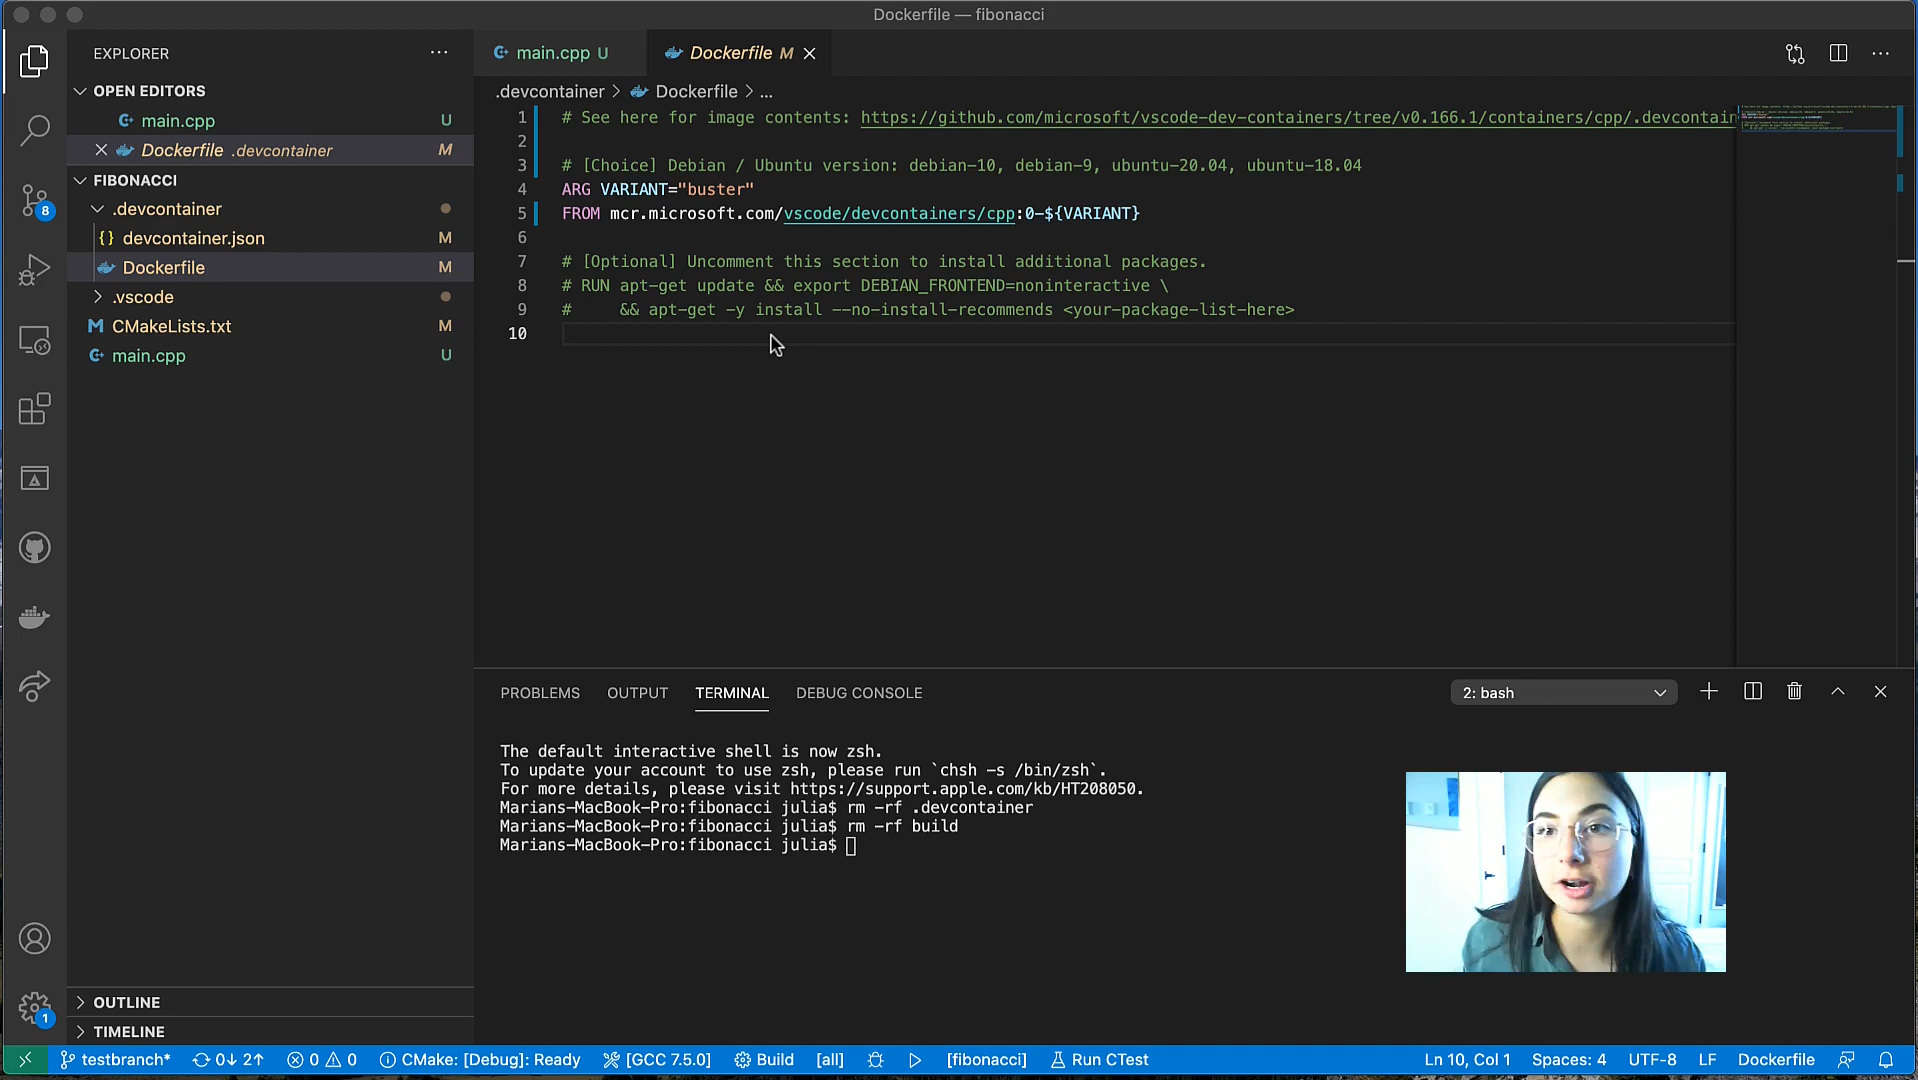 Dockerfile — fibonacci
EXPLORER
OPEN EDITORS
main.cpp U
Dockerfile .devcontainer M
FIBONACCI
.devcontainer
devcontainer.json M
Dockerfile M
.vscode
CMakeLists.txt M
main.cpp U
OUTLINE
TIMELINE
8
1
main.cpp U
Dockerfile M
.devcontainer > Dockerfile > ...
1 # See here for image contents: https://github.com/microsoft/vscode-dev-containers/tree/v0.166.1/containers/cpp/.devcontain
2
3 # [Choice] Debian / Ubuntu version: debian-10, debian-9, ubuntu-20.04, ubuntu-18.04
4 ARG VARIANT="buster"
5 FROM mcr.microsoft.com/vscode/devcontainers/cpp:0-${VARIANT}
6
7 # [Optional] Uncomment this section to install additional packages.
8 # RUN apt-get update && export DEBIAN_FRONTEND=noninteractive \
9 #     && apt-get -y install --no-install-recommends <your-package-list-here>
10
PROBLEMS OUTPUT TERMINAL DEBUG CONSOLE
2: bash
The default interactive shell is now zsh.
To update your account to use zsh, please run `chsh -s /bin/zsh`.
For more details, please visit https://support.apple.com/kb/HT208050.
Marians-MacBook-Pro:fibonacci julia$ rm -rf .devcontainer
Marians-MacBook-Pro:fibonacci julia$ rm -rf build
Marians-MacBook-Pro:fibonacci julia$
testbranch* 0↓ 2↑ 0 0 CMake: [Debug]: Ready [GCC 7.5.0] Build [all] [fibonacci] Run CTest
Ln 10, Col 1 Spaces: 4 UTF-8 LF Dockerfile